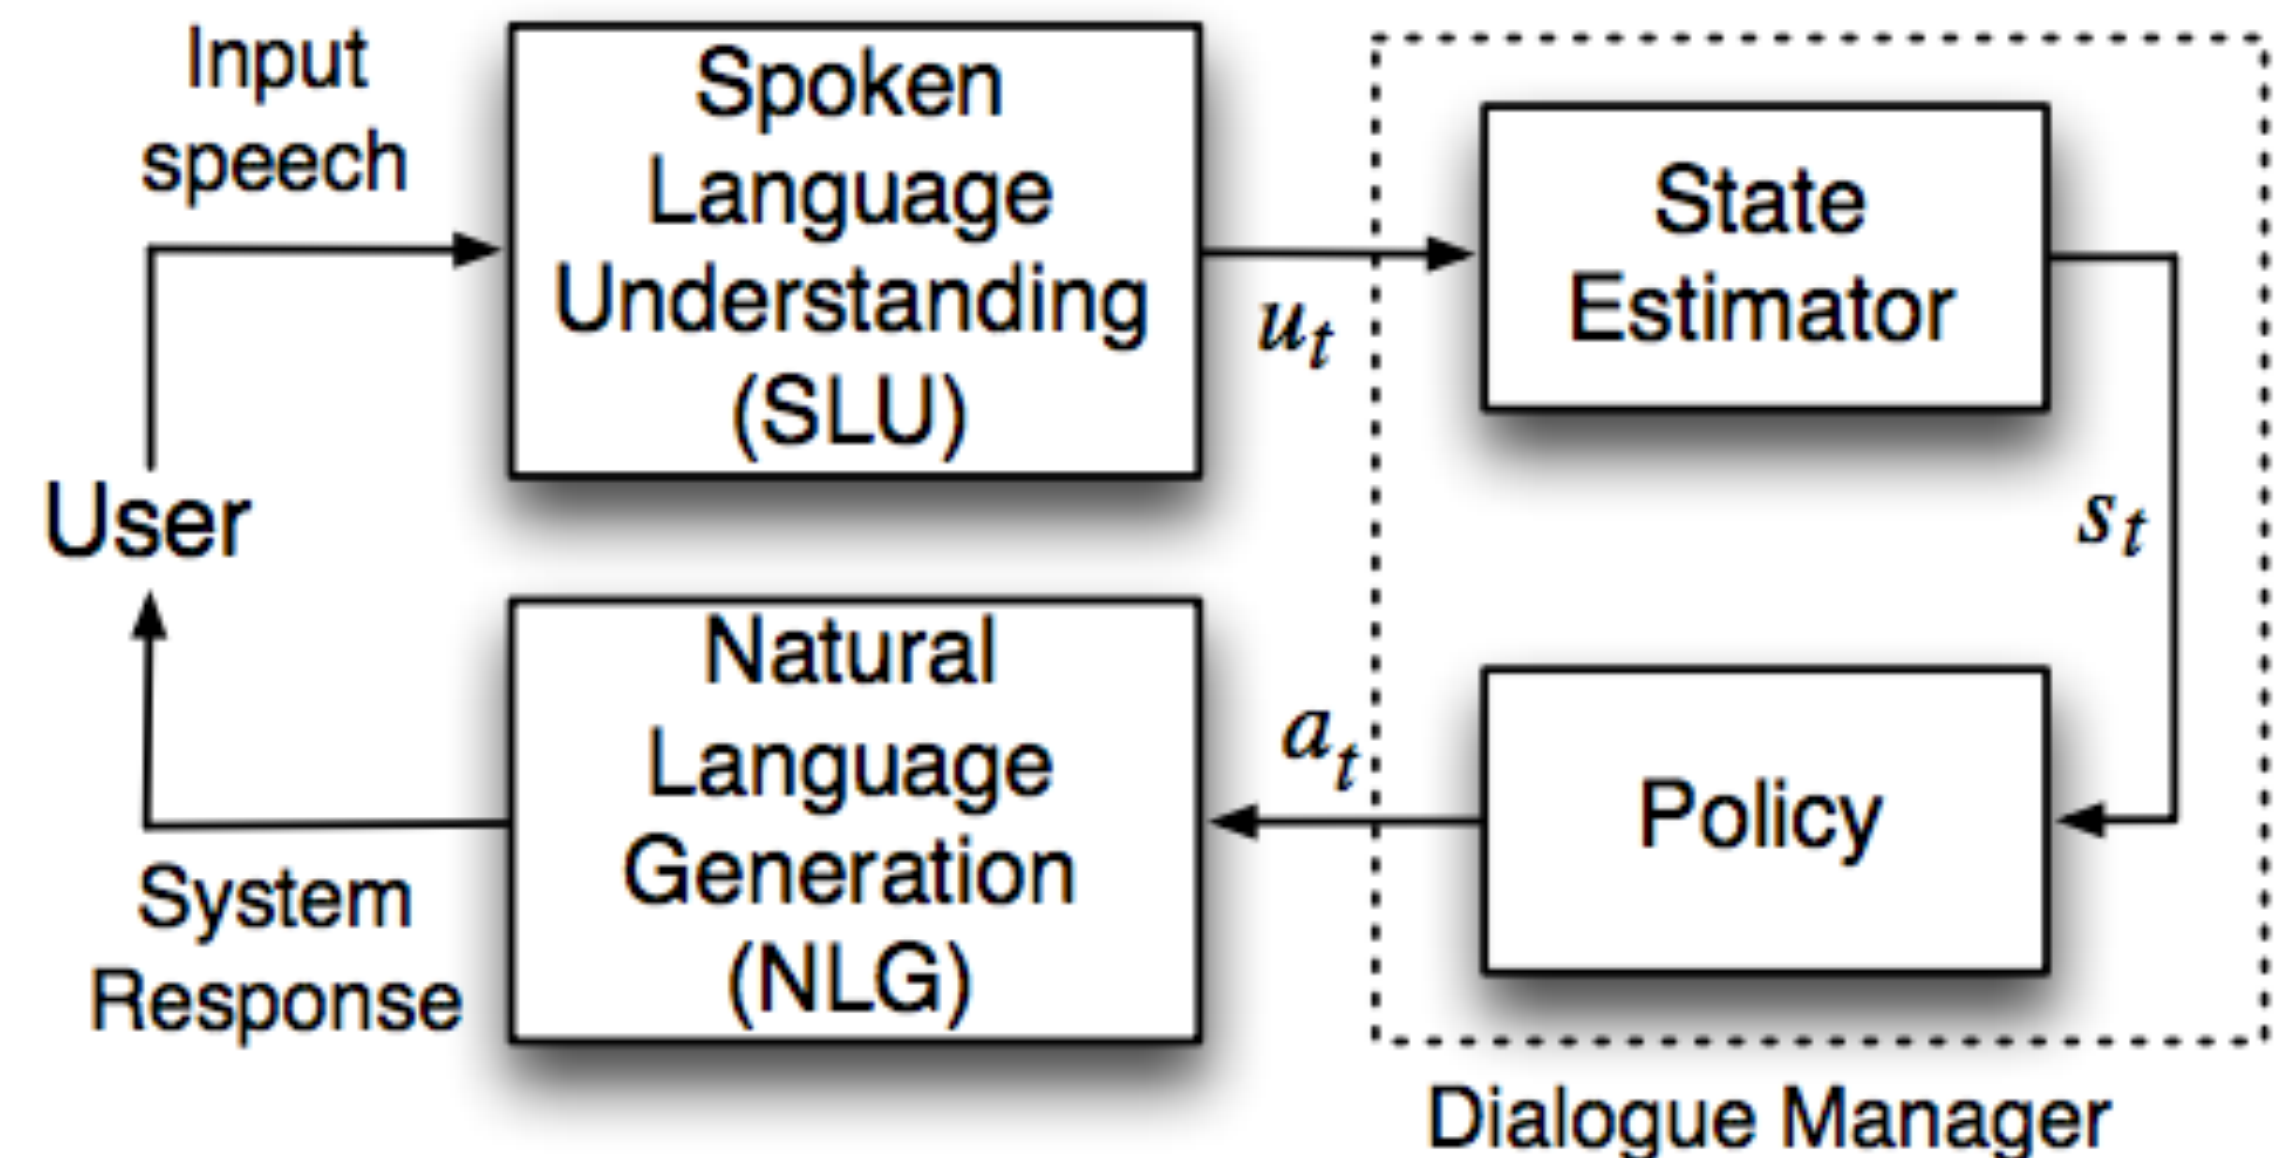 Input
speech
Spoken
Language
Understanding
(SLU)
u_t
State
Estimator
s_t
User
Natural
Language
Generation
(NLG)
a_t
Policy
System
Response
Dialogue Manager